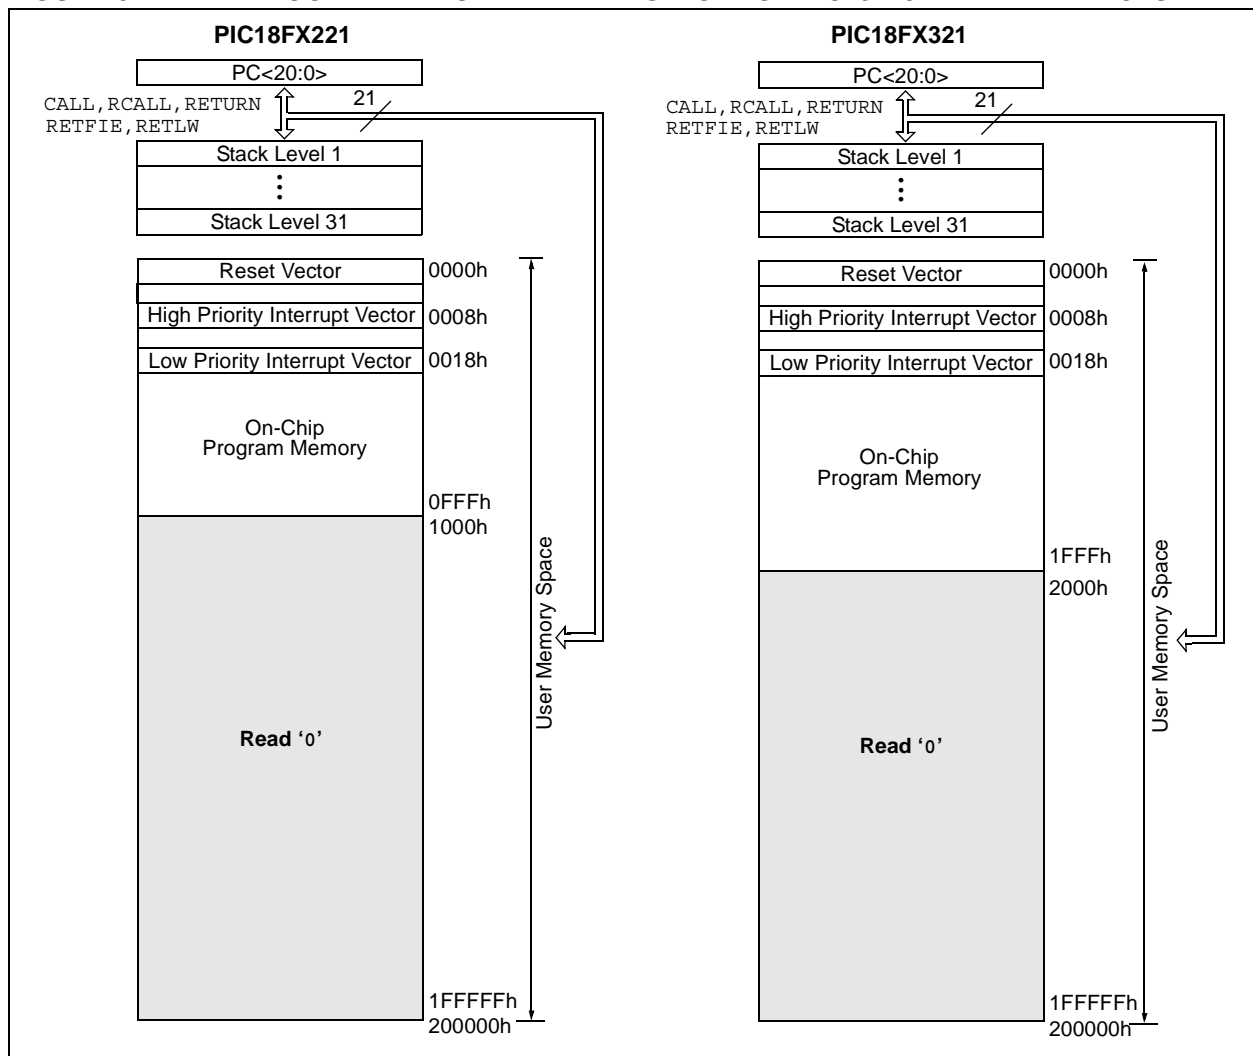 PIC18FX221
PC<20:0>
CALL,RCALL,RETURN
RETFIE,RETLW
21
Stack Level 1
Stack Level 31
Reset Vector
0000h
High Priority Interrupt Vector
0008h
Low Priority Interrupt Vector
0018h
On-Chip
Program Memory
0FFFh
1000h
Read ‘0’
1FFFFFh
200000h
User Memory Space
PIC18FX321
PC<20:0>
CALL,RCALL,RETURN
RETFIE,RETLW
21
Stack Level 1
Stack Level 31
Reset Vector
0000h
High Priority Interrupt Vector
0008h
Low Priority Interrupt Vector
0018h
On-Chip
Program Memory
1FFFh
2000h
Read ‘0’
1FFFFFh
200000h
User Memory Space